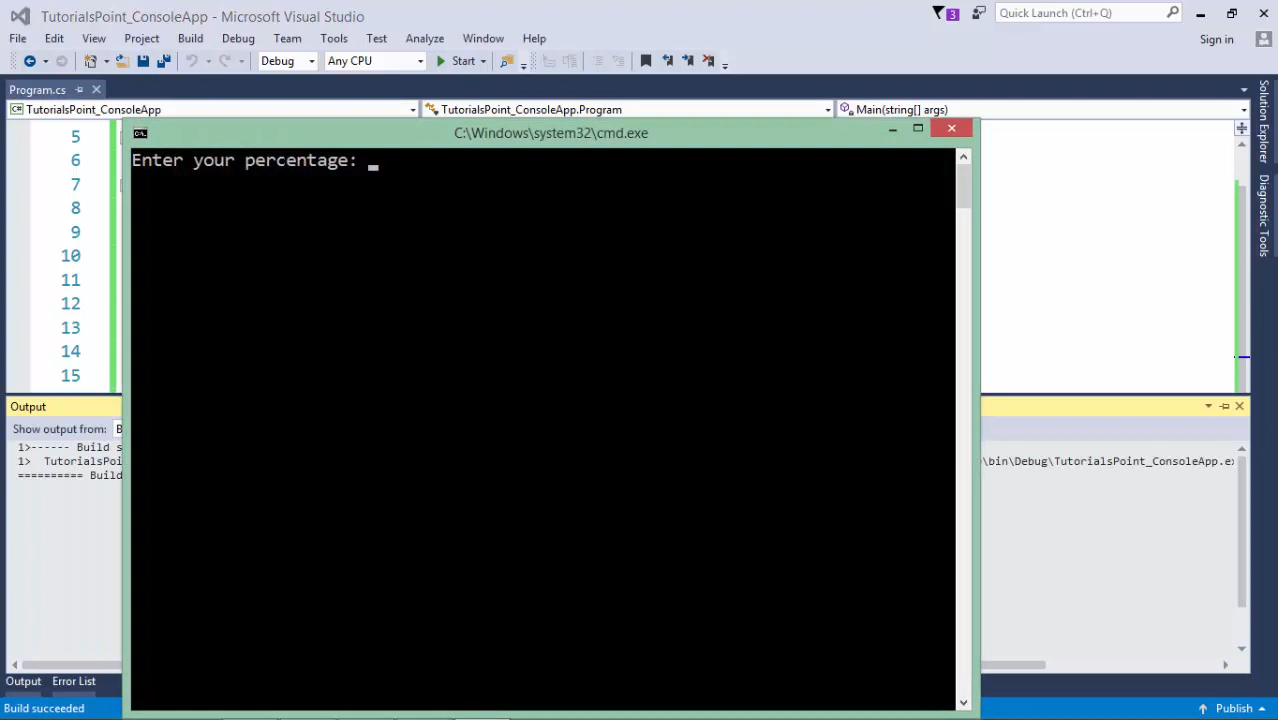 TutorialsPoint_ConsoleApp - Microsoft Visual Studio
3
Quick Launch (Ctrl+Q)
File Edit View Project Build Debug Team Tools Test Analyze Window Help
Sign in
Debug Any CPU Start
Program.cs
TutorialsPoint_ConsoleApp TutorialsPoint_ConsoleApp.Program Main(string[] args)
C:\Windows\system32\cmd.exe
Enter your percentage: _
5
6
7
8
9
10
11
12
13
14
15
Solution Explorer
Diagnostic Tools
Output
Show output from: B
1>------ Build s
1> TutorialsPoi \bin\Debug\TutorialsPoint_ConsoleApp.ex
========== Build
Output Error List
Build succeeded Publish